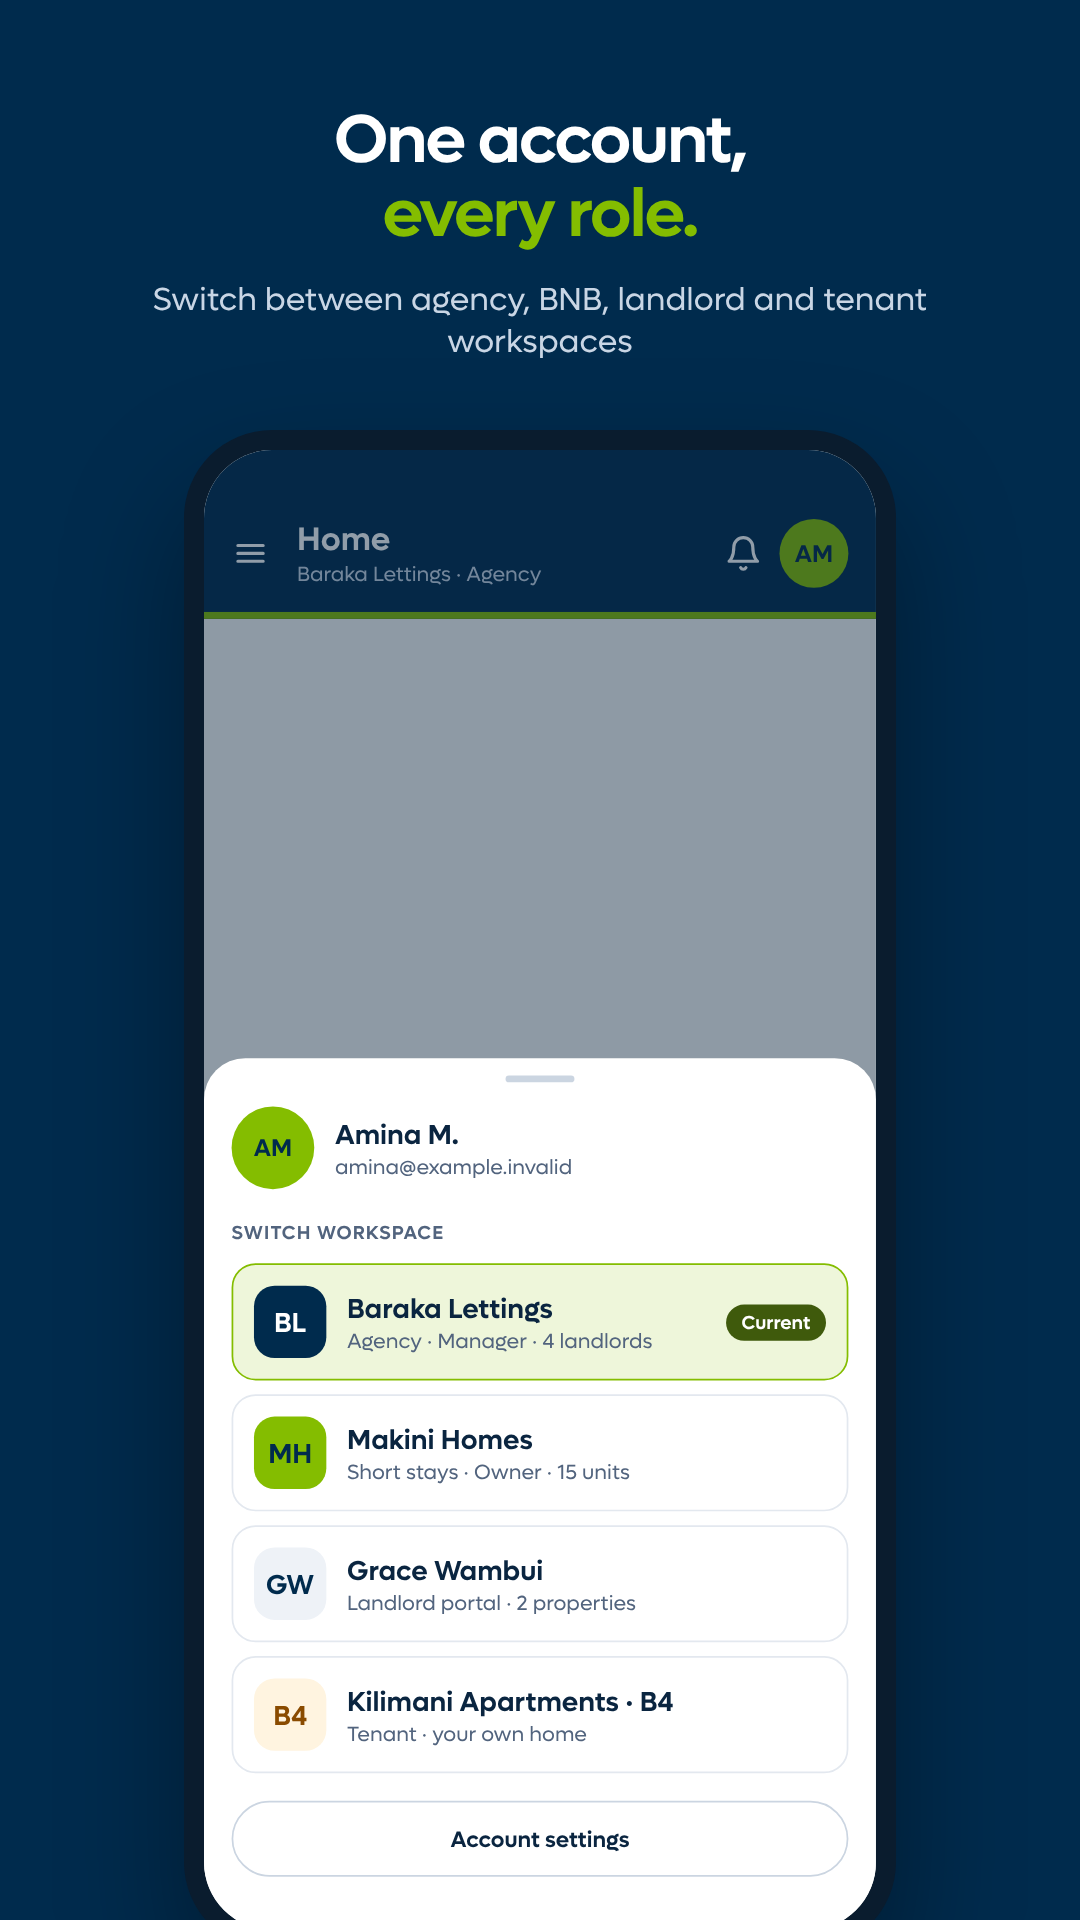 One account,
every role.
Switch between agency, BNB, landlord and tenant
workspaces
Home
Baraka Lettings · Agency
AM
AM
Amina M.
amina@example.invalid
SWITCH WORKSPACE
BL
Baraka Lettings
Agency · Manager · 4 landlords
Current
MH
Makini Homes
Short stays · Owner · 15 units
GW
Grace Wambui
Landlord portal · 2 properties
B4
Kilimani Apartments · B4
Tenant · your own home
Account settings